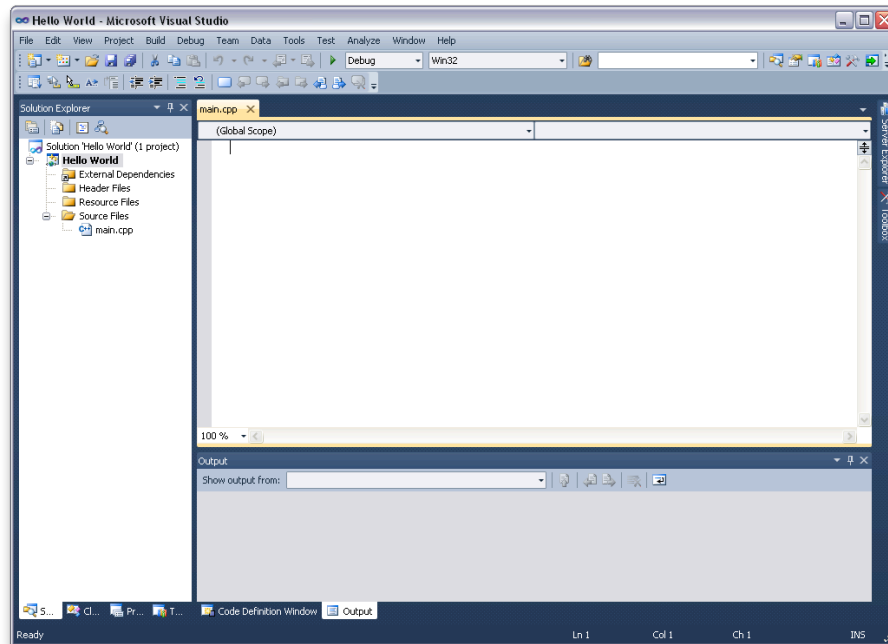 Hello World - Microsoft Visual Studio
File Edit View Project Build Debug Team Data Tools Test Analyze Window Help
Debug Win32
Solution Explorer
main.cpp
(Global Scope)
Solution 'Hello World' (1 project)
Hello World
External Dependencies
Header Files
Resource Files
Source Files
main.cpp
Server Explorer
Toolbox
100 %
Output
Show output from:
S... Cl... Pr... T... Code Definition Window Output
Ready Ln 1 Col 1 Ch 1 INS